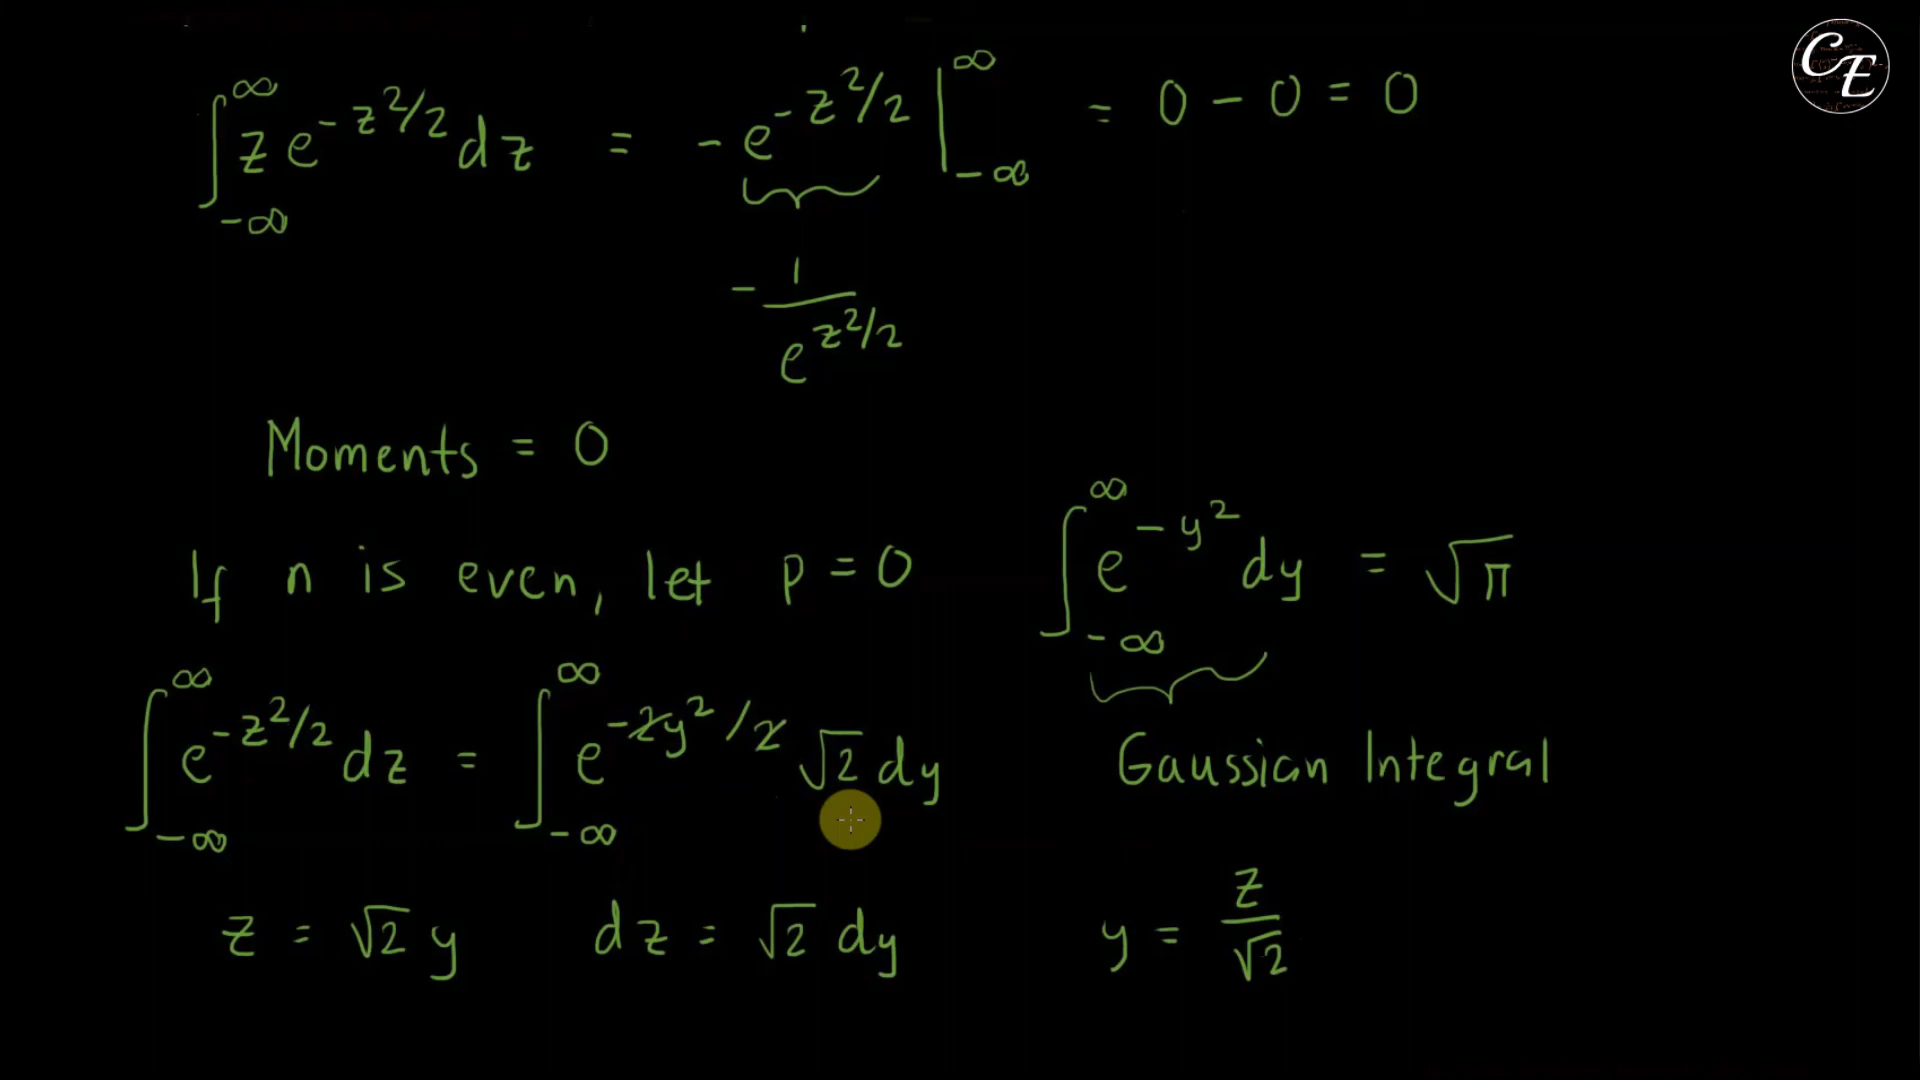 ∫_{-∞}^{∞} z e^{-z²/2} dz = -e^{-z²/2} |_{-∞}^{∞} = 0 - 0 = 0
-1/e^{z²/2}
Moments = 0
If n is even, let p = 0
∫_{-∞}^{∞} e^{-y²} dy = √π
Gaussian Integral
∫_{-∞}^{∞} e^{-z²/2} dz = ∫_{-∞}^{∞} e^{-2y²/2} √2 dy
z = √2 y dz = √2 dy y = z/√2
CE